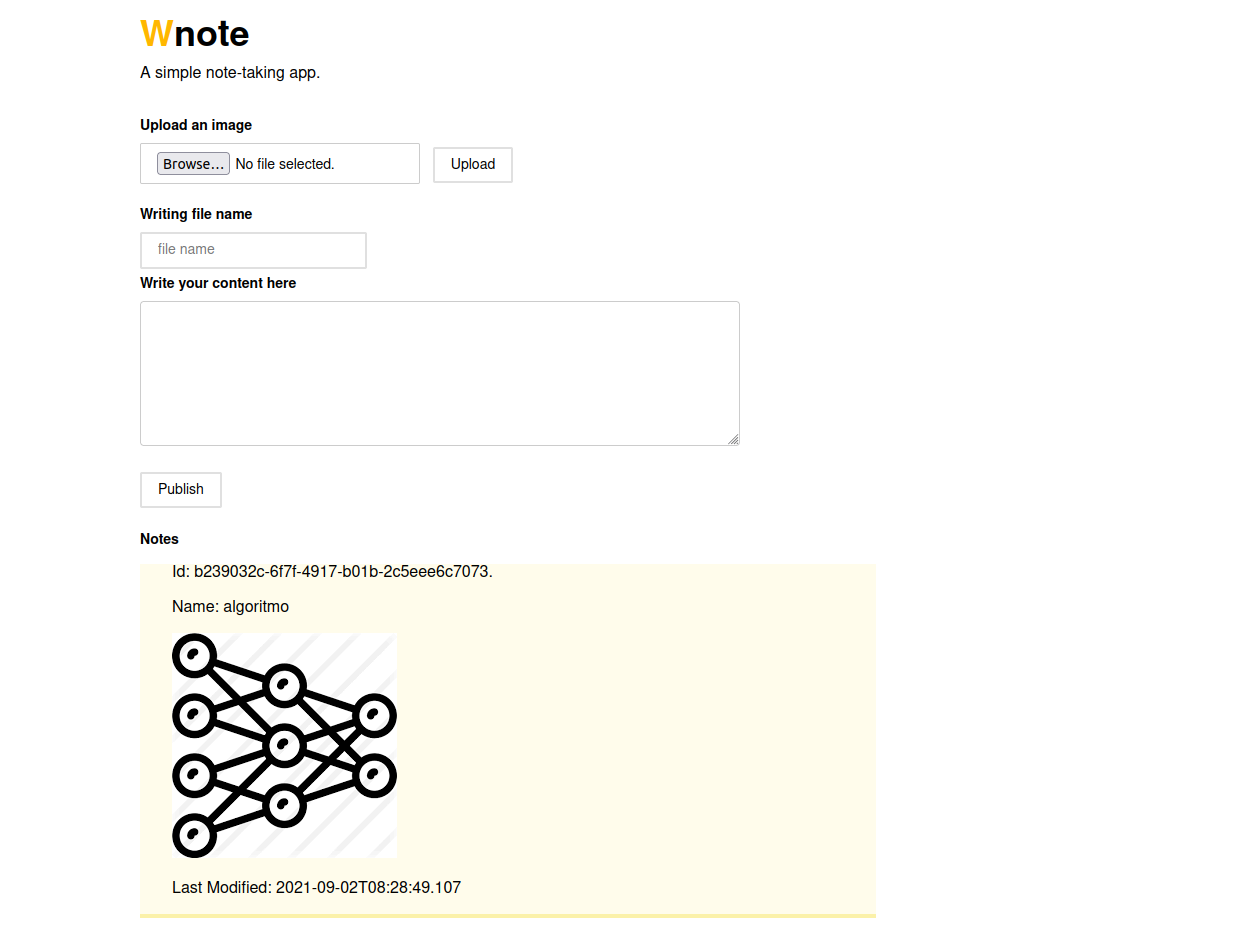 Wnote
A simple note-taking app.
Upload an image
Browse... No file selected.
Upload
Writing file name
file name
Write your content here
Publish
Notes
Id: b239032c-6f7f-4917-b01b-2c5eee6c7073.
Name: algoritmo
Last Modified: 2021-09-02T08:28:49.107